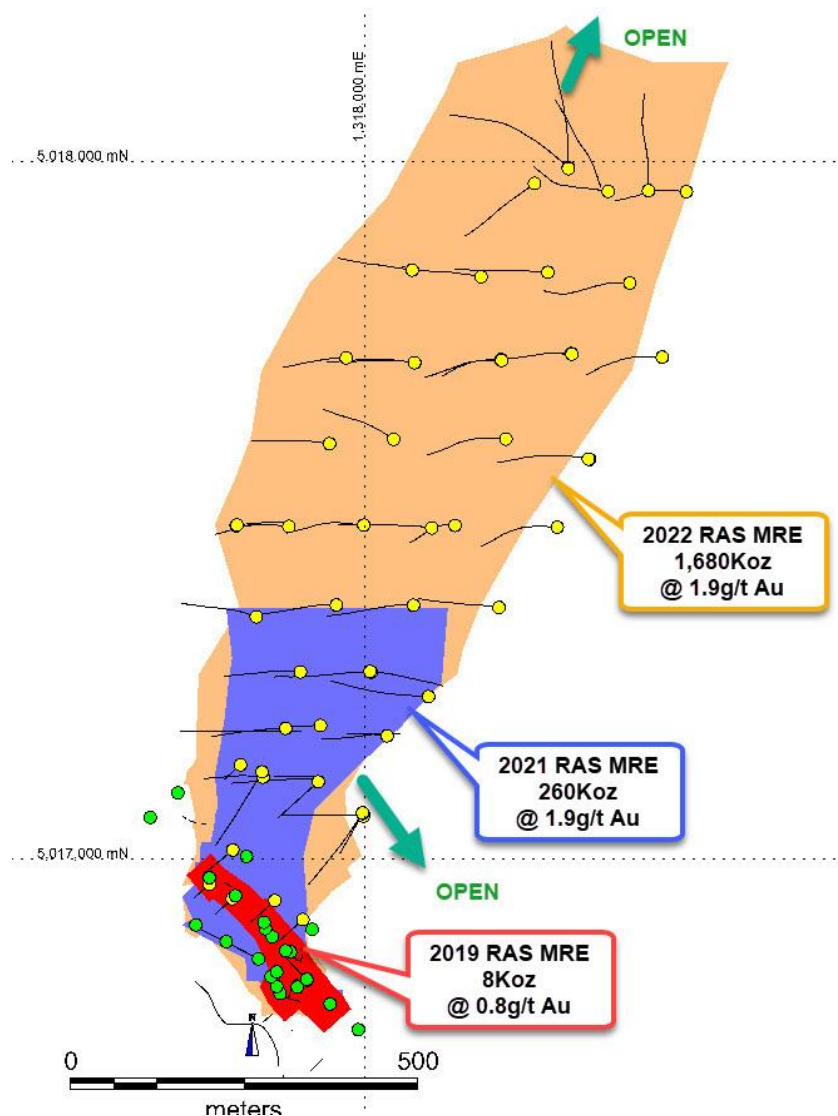 OPEN
1,318,000 mE
5,018,000 mN
2022 RAS MRE
1,680Koz
@ 1.9g/t Au
2021 RAS MRE
260Koz
@ 1.9g/t Au
5,017,000 mN
OPEN
2019 RAS MRE
8Koz
@ 0.8g/t Au
N
0 500
meters